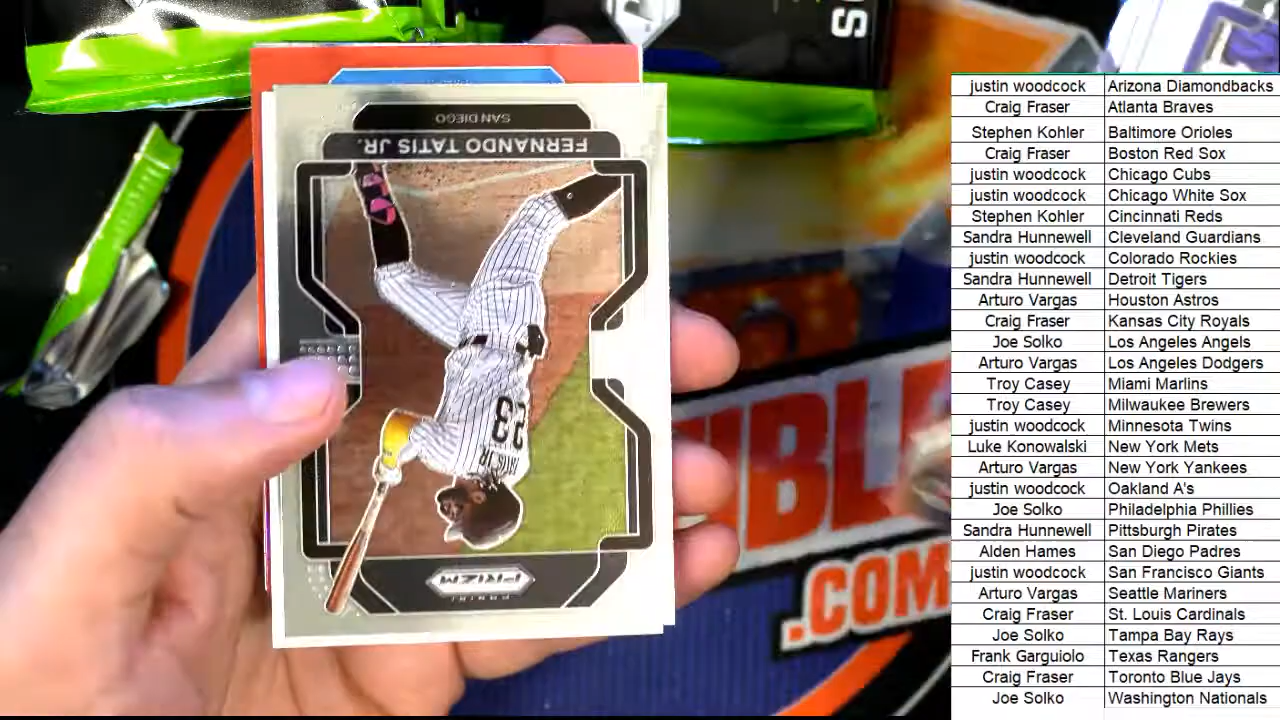 SAN DIEGO
FERNANDO TATIS JR.
TATIS JR.
23
PRIZM
PANINI
IBLE
.COM
justin woodcock Arizona Diamondbacks
Craig Fraser Atlanta Braves
Stephen Kohler Baltimore Orioles
Craig Fraser Boston Red Sox
justin woodcock Chicago Cubs
justin woodcock Chicago White Sox
Stephen Kohler Cincinnati Reds
Sandra Hunnewell Cleveland Guardians
justin woodcock Colorado Rockies
Sandra Hunnewell Detroit Tigers
Arturo Vargas Houston Astros
Craig Fraser Kansas City Royals
Joe Solko Los Angeles Angels
Arturo Vargas Los Angeles Dodgers
Troy Casey Miami Marlins
Troy Casey Milwaukee Brewers
justin woodcock Minnesota Twins
Luke Konowalski New York Mets
Arturo Vargas New York Yankees
justin woodcock Oakland A's
Joe Solko Philadelphia Phillies
Sandra Hunnewell Pittsburgh Pirates
Alden Hames San Diego Padres
justin woodcock San Francisco Giants
Arturo Vargas Seattle Mariners
Craig Fraser St. Louis Cardinals
Joe Solko Tampa Bay Rays
Frank Garguiolo Texas Rangers
Craig Fraser Toronto Blue Jays
Joe Solko Washington Nationals